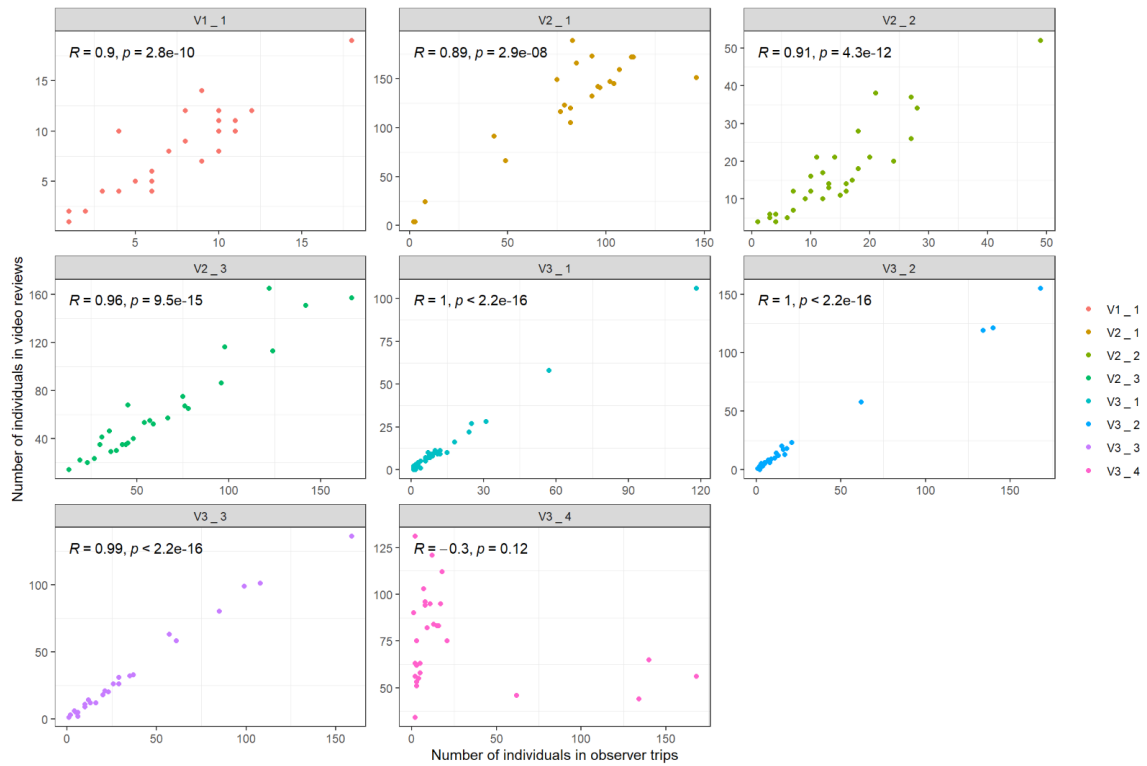 V1 _ 1
V2 _ 1
V2 _ 2
R = 0.9, p = 2.8e-10
R = 0.89, p = 2.9e-08
R = 0.91, p = 4.3e-12
15
10
5
5
10
15
150
100
50
0
0
50
100
150
50
40
30
20
10
0
10
20
30
40
50
V2 _ 3
V3 _ 1
V3 _ 2
R = 0.96, p = 9.5e-15
R = 1, p < 2.2e-16
R = 1, p < 2.2e-16
160
120
80
40
50
100
150
100
75
50
25
0
0
30
60
90
120
150
100
50
0
0
50
100
150
V3 _ 3
V3 _ 4
R = 0.99, p < 2.2e-16
R = −0.3, p = 0.12
100
50
0
0
50
100
150
125
100
75
50
0
50
100
150
Number of individuals in video reviews
Number of individuals in observer trips
V1 _ 1
V2 _ 1
V2 _ 2
V2 _ 3
V3 _ 1
V3 _ 2
V3 _ 3
V3 _ 4